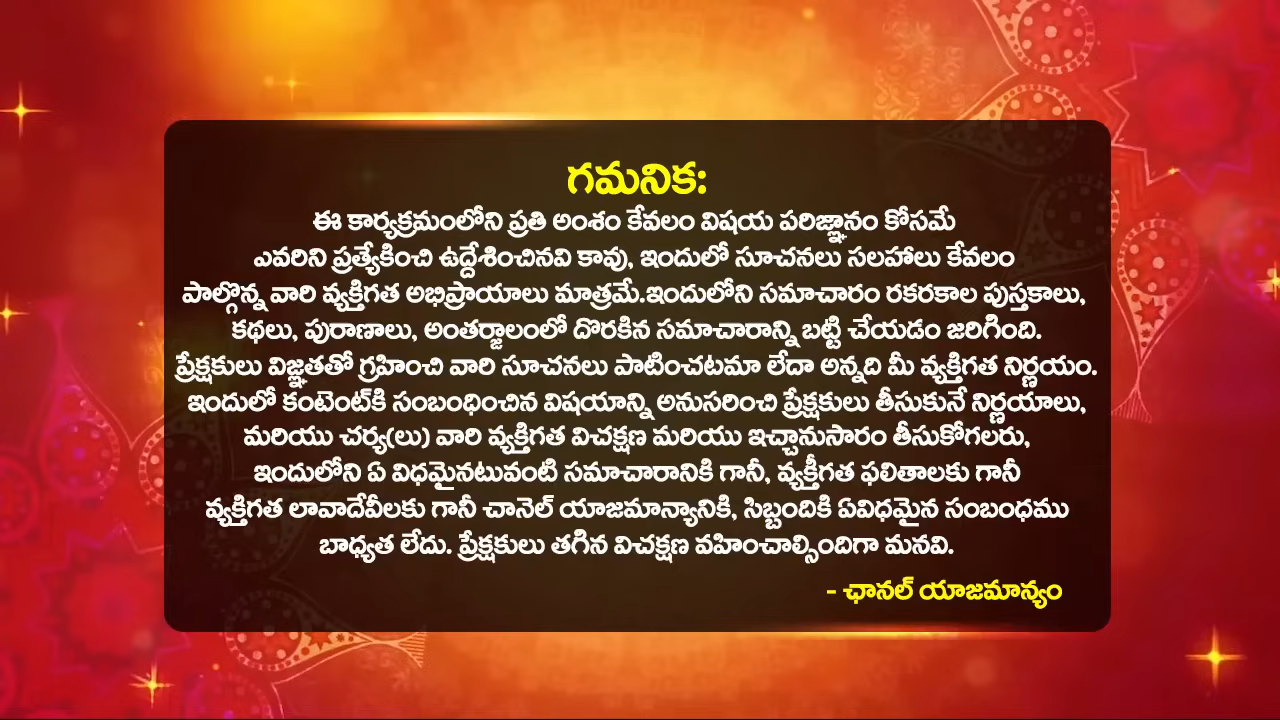 గమనిక:
ఈ కార్యక్రమంలోని ప్రతి అంశం కేవలం విషయ పరిజ్ఞానం కోసమే
ఎవరిని ప్రత్యేకించి ఉద్దేశించినవి కావు, ఇందులో సూచనలు సలహాలు కేవలం
పాల్గొన్న వారి వ్యక్తిగత అభిప్రాయాలు మాత్రమే.ఇందులోని సమాచారం రకరకాల పుస్తకాలు,
కథలు, పురాణాలు, అంతర్జాలంలో దొరకిన సమాచారాన్ని బట్టి చేయడం జరిగింది.
ప్రేక్షకులు విజ్ఞతతో గ్రహించి వారి సూచనలు పాటించటమా లేదా అన్నది మీ వ్యక్తిగత నిర్ణయం.
ఇందులో కంటెంట్‌కి సంబంధించిన విషయాన్ని అనుసరించి ప్రేక్షకులు తీసుకునే నిర్ణయాలు,
మరియు చర్య(లు) వారి వ్యక్తిగత విచక్షణ మరియు ఇచ్చానుసారం తీసుకోగలరు,
ఇందులోని ఏ విధమైనటువంటి సమాచారానికి గానీ, వ్యక్తీగత ఫలితాలకు గానీ
వ్యక్తిగత లావాదేవీలకు గానీ చానెల్ యాజమాన్యానికి, సిబ్బందికి ఏవిధమైన సంబంధము
బాధ్యత లేదు. ప్రేక్షకులు తగిన విచక్షణ వహించాల్సిందిగా మనవి.
- ఛానల్ యాజమాన్యం